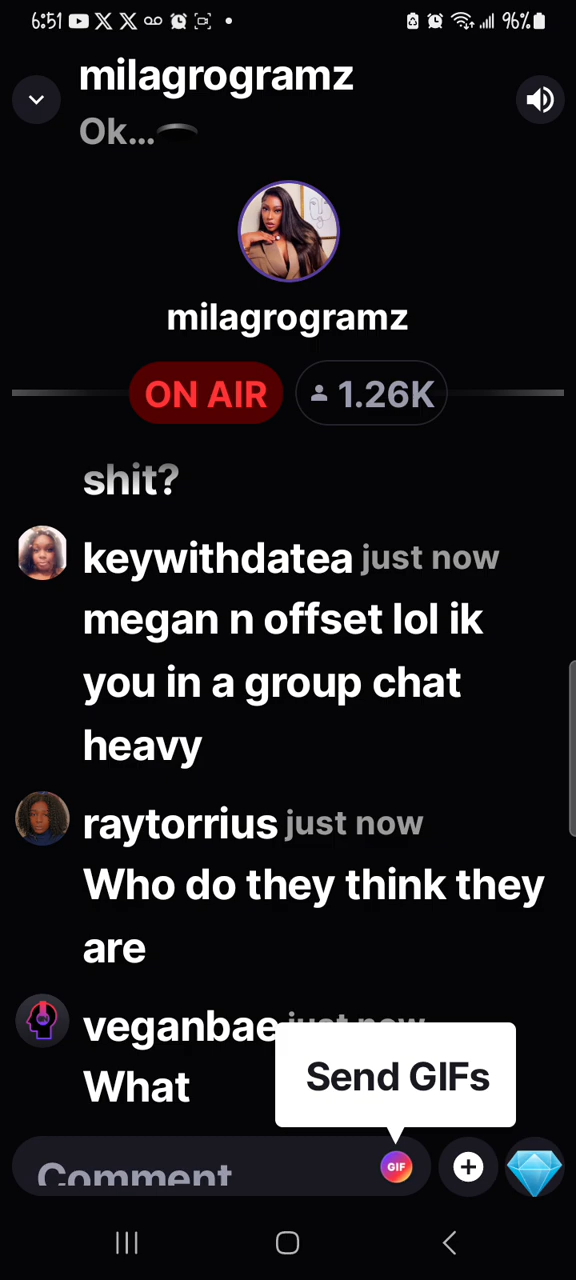 6:51
96%
milagrogramz
Ok...
milagrogramz
ON AIR
1.26K
shit?
keywithdatea just now
megan n offset lol ik
you in a group chat
heavy
raytorrius just now
Who do they think they
are
veganbae just now
What
Send GIFs
Comment
GIF